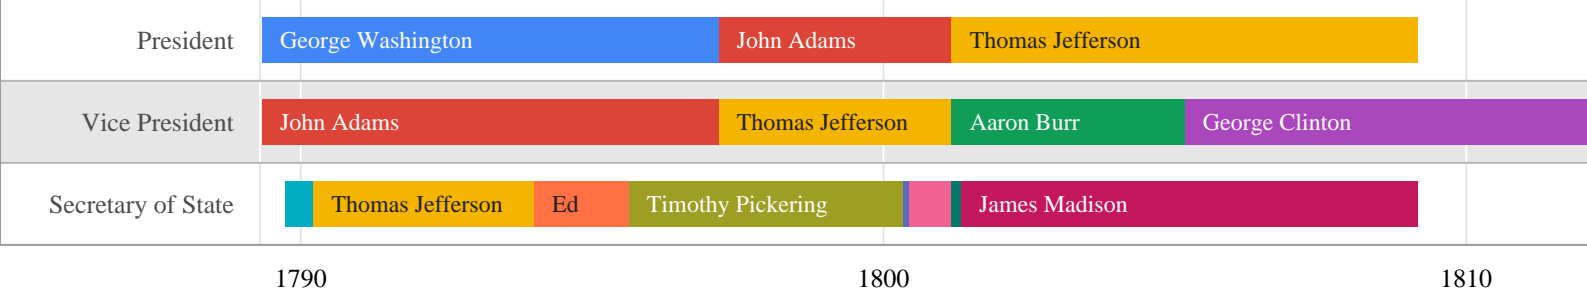 President
George Washington
John Adams
Thomas Jefferson
Vice President
John Adams
Thomas Jefferson
Aaron Burr
George Clinton
Secretary of State
Thomas Jefferson
Ed
Timothy Pickering
James Madison
1790
1800
1810